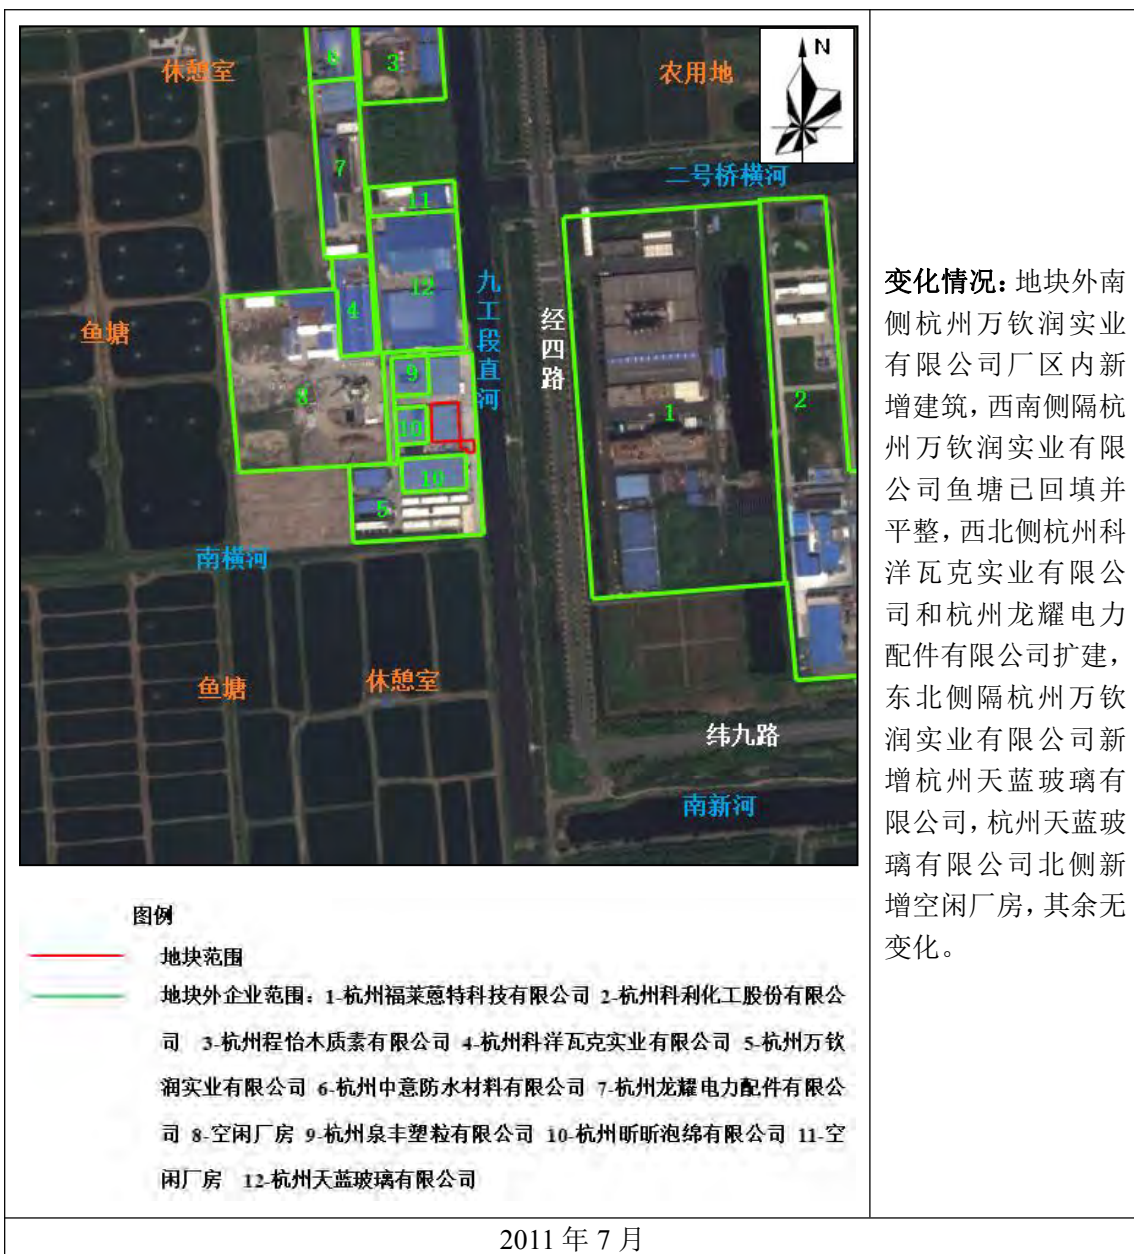 休憩室
6
3
农用地
N
二号桥横河
7
11
12
九工段直河
经四路
4
鱼塘
9
8
10
1
2
10
5
南横河
鱼塘
休憩室
纬九路
南新河
图例
地块范围
地块外企业范围：1-杭州福莱蒽特科技有限公司 2-杭州科利化工股份有限公
司 3-杭州程怡木质素有限公司 4-杭州科洋瓦克实业有限公司 5-杭州万钦
润实业有限公司 6-杭州中意防水材料有限公司 7-杭州龙耀电力配件有限公
司 8-空闲厂房 9-杭州泉丰塑粒有限公司 10-杭州昕昕泡绵有限公司 11-空
闲厂房 12-杭州天蓝玻璃有限公司
变化情况：地块外南
侧杭州万钦润实业
有限公司厂区内新
增建筑，西南侧隔杭
州万钦润实业有限
公司鱼塘已回填并
平整，西北侧杭州科
洋瓦克实业有限公
司和杭州龙耀电力
配件有限公司扩建，
东北侧隔杭州万钦
润实业有限公司新
增杭州天蓝玻璃有
限公司，杭州天蓝玻
璃有限公司北侧新
增空闲厂房，其余无
变化。
2011 年 7 月